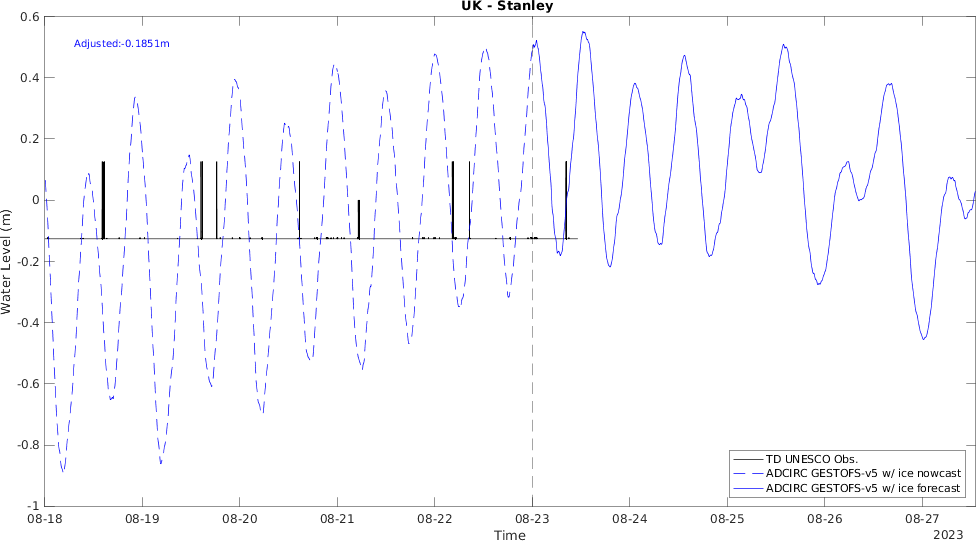 UK - Stanley
Adjusted:-0.1851m
Water Level (m)
0.6
0.4
0.2
0
-0.2
-0.4
-0.6
-0.8
-1
08-18 08-19 08-20 08-21 08-22 08-23 08-24 08-25 08-26 08-27
Time
2023
TD UNESCO Obs.
ADCIRC GESTOFS-v5 w/ ice nowcast
ADCIRC GESTOFS-v5 w/ ice forecast